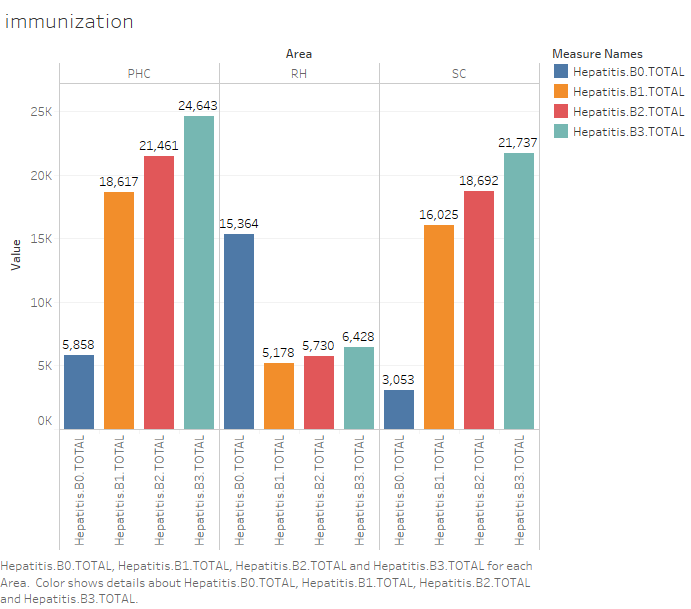 immunization
Area
PHC RH SC
Measure Names
Hepatitis.B0.TOTAL
Hepatitis.B1.TOTAL
Hepatitis.B2.TOTAL
Hepatitis.B3.TOTAL
Value
25K
20K
15K
10K
5K
0K
5,858
18,617
21,461
24,643
15,364
5,178
5,730
6,428
3,053
16,025
18,692
21,737
Hepatitis.B0.TOTAL
Hepatitis.B1.TOTAL
Hepatitis.B2.TOTAL
Hepatitis.B3.TOTAL
Hepatitis.B0.TOTAL
Hepatitis.B1.TOTAL
Hepatitis.B2.TOTAL
Hepatitis.B3.TOTAL
Hepatitis.B0.TOTAL
Hepatitis.B1.TOTAL
Hepatitis.B2.TOTAL
Hepatitis.B3.TOTAL
Hepatitis.B0.TOTAL, Hepatitis.B1.TOTAL, Hepatitis.B2.TOTAL and Hepatitis.B3.TOTAL for each
Area. Color shows details about Hepatitis.B0.TOTAL, Hepatitis.B1.TOTAL, Hepatitis.B2.TOTAL
and Hepatitis.B3.TOTAL.